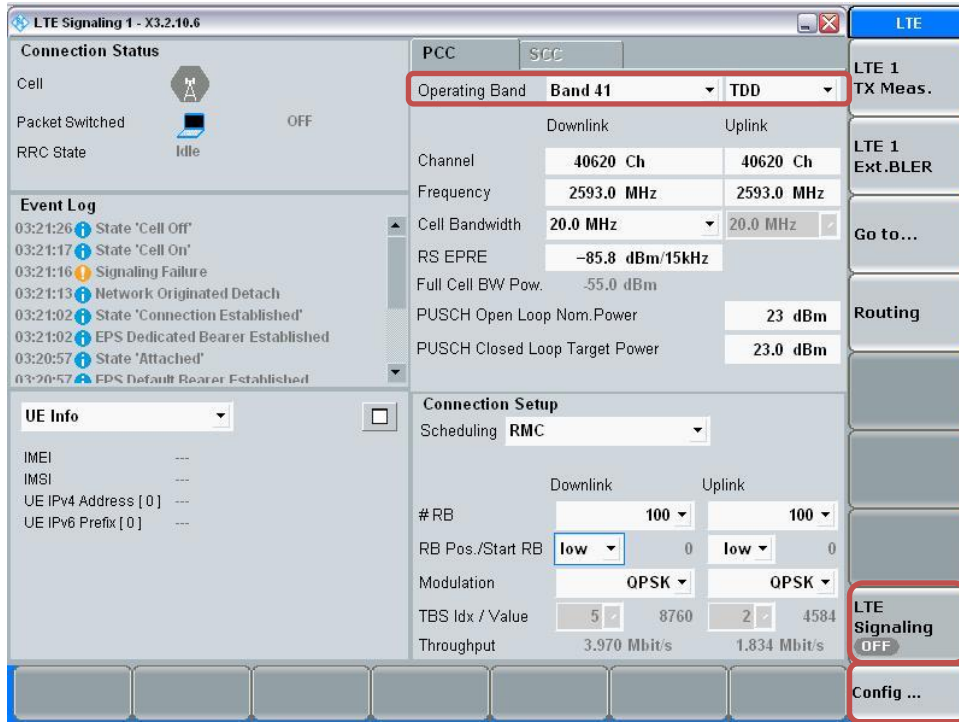 LTE Signaling 1 - X3.2.10.6
LTE
Connection Status
Cell
Packet Switched OFF
RRC State Idle
Event Log
03:21:26 State 'Cell Off'
03:21:17 State 'Cell On'
03:21:16 Signaling Failure
03:21:13 Network Originated Detach
03:21:02 State 'Connection Established'
03:21:02 EPS Dedicated Bearer Established
03:20:57 State 'Attached'
03:20:57 EPS Default Bearer Established
UE Info
IMEI ---
IMSI ---
UE IPv4 Address [ 0 ] ---
UE IPv6 Prefix [ 0 ] ---
PCC SCC
Operating Band Band 41 TDD
Downlink Uplink
Channel 40620 Ch 40620 Ch
Frequency 2593.0 MHz 2593.0 MHz
Cell Bandwidth 20.0 MHz 20.0 MHz
RS EPRE -85.8 dBm/15kHz
Full Cell BW Pow. -55.0 dBm
PUSCH Open Loop Nom.Power 23 dBm
PUSCH Closed Loop Target Power 23.0 dBm
Connection Setup
Scheduling RMC
Downlink Uplink
# RB 100 100
RB Pos./Start RB low 0 low 0
Modulation QPSK QPSK
TBS Idx / Value 5 8760 2 4584
Throughput 3.970 Mbit/s 1.834 Mbit/s
LTE 1
TX Meas.
LTE 1
Ext.BLER
Go to...
Routing
LTE
Signaling
OFF
Config ...